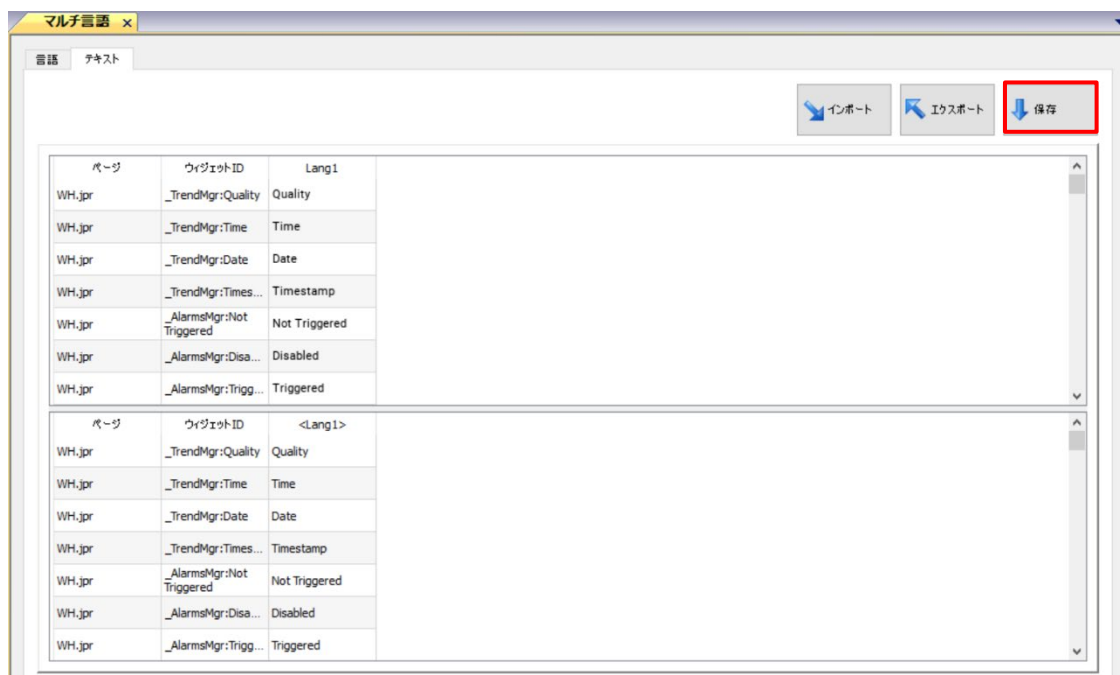 マルチ言語 x
言語 テキスト
インポート エクスポート 保存
ページ ウィジェットID Lang1
WH.jpr _TrendMgr:Quality Quality
WH.jpr _TrendMgr:Time Time
WH.jpr _TrendMgr:Date Date
WH.jpr _TrendMgr:Times... Timestamp
WH.jpr _AlarmsMgr:Not Triggered Not Triggered
WH.jpr _AlarmsMgr:Disa... Disabled
WH.jpr _AlarmsMgr:Trigg... Triggered
ページ ウィジェットID <Lang1>
WH.jpr _TrendMgr:Quality Quality
WH.jpr _TrendMgr:Time Time
WH.jpr _TrendMgr:Date Date
WH.jpr _TrendMgr:Times... Timestamp
WH.jpr _AlarmsMgr:Not Triggered Not Triggered
WH.jpr _AlarmsMgr:Disa... Disabled
WH.jpr _AlarmsMgr:Trigg... Triggered